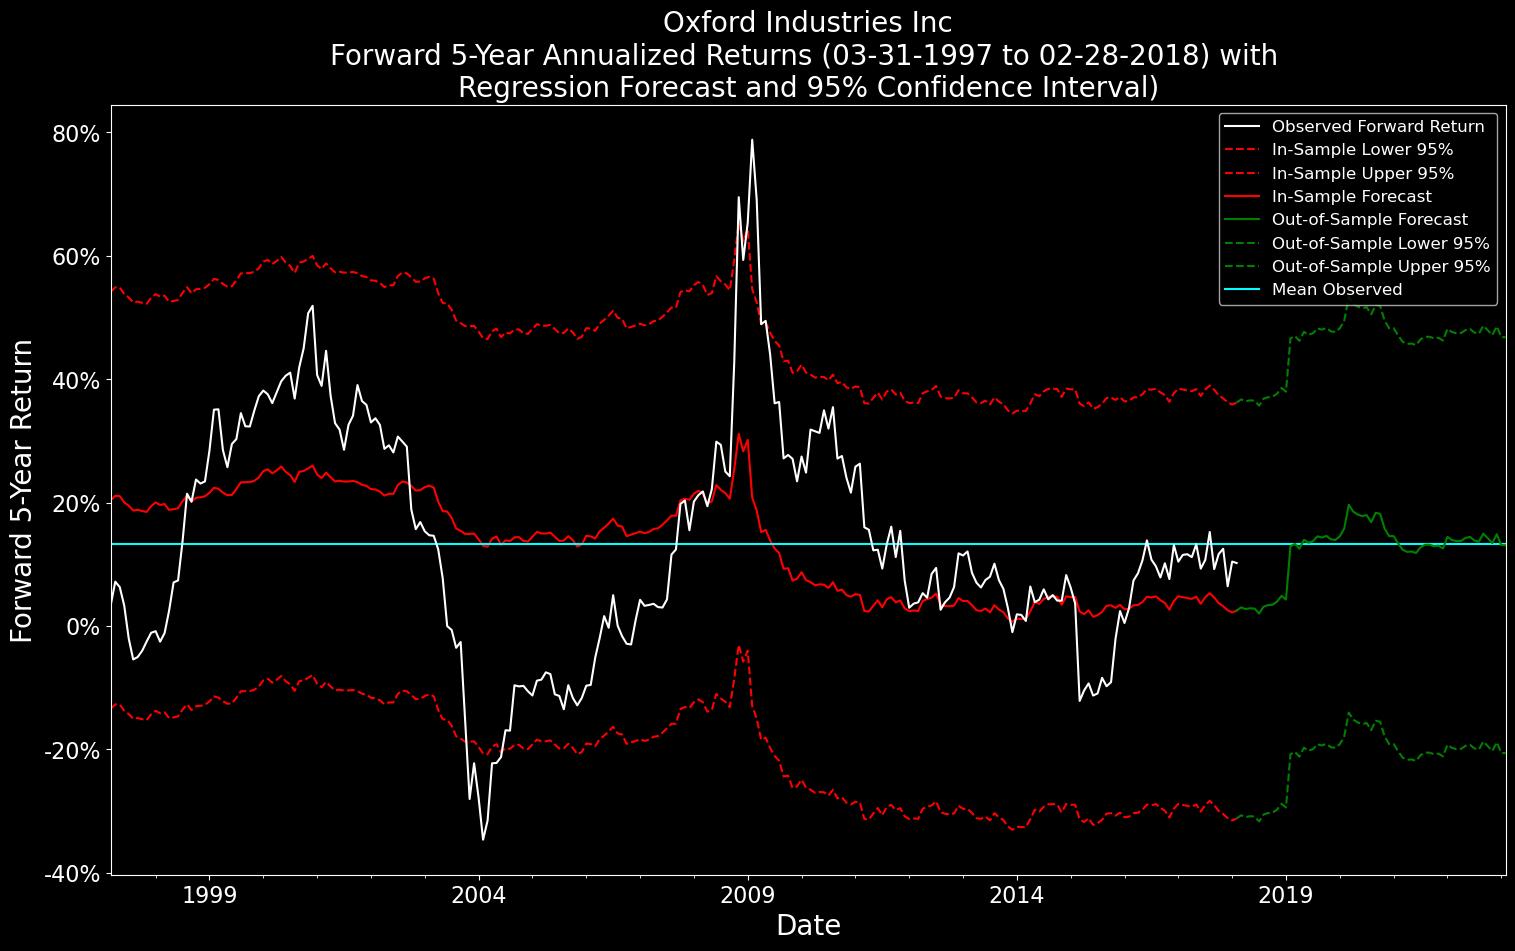 Oxford Industries Inc
Forward 5-Year Annualized Returns (03-31-1997 to 02-28-2018) with
Regression Forecast and 95% Confidence Interval)
Forward 5-Year Return
80%
60%
40%
20%
0%
-20%
-40%
Observed Forward Return
In-Sample Lower 95%
In-Sample Upper 95%
In-Sample Forecast
Out-of-Sample Forecast
Out-of-Sample Lower 95%
Out-of-Sample Upper 95%
Mean Observed
1999 2004 2009 2014 2019
Date